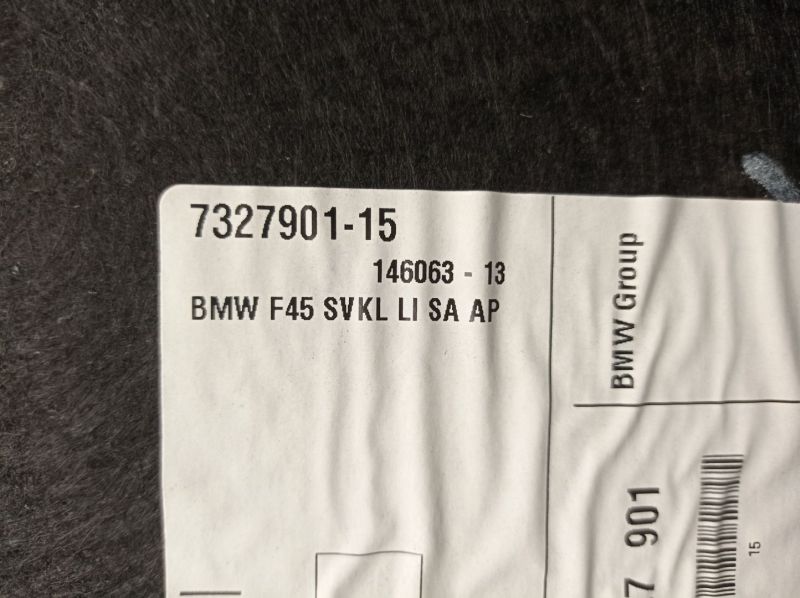 7327901-15
146063 - 13
BMW F45 SVKL LI SA AP
BMW Group
7 901
15